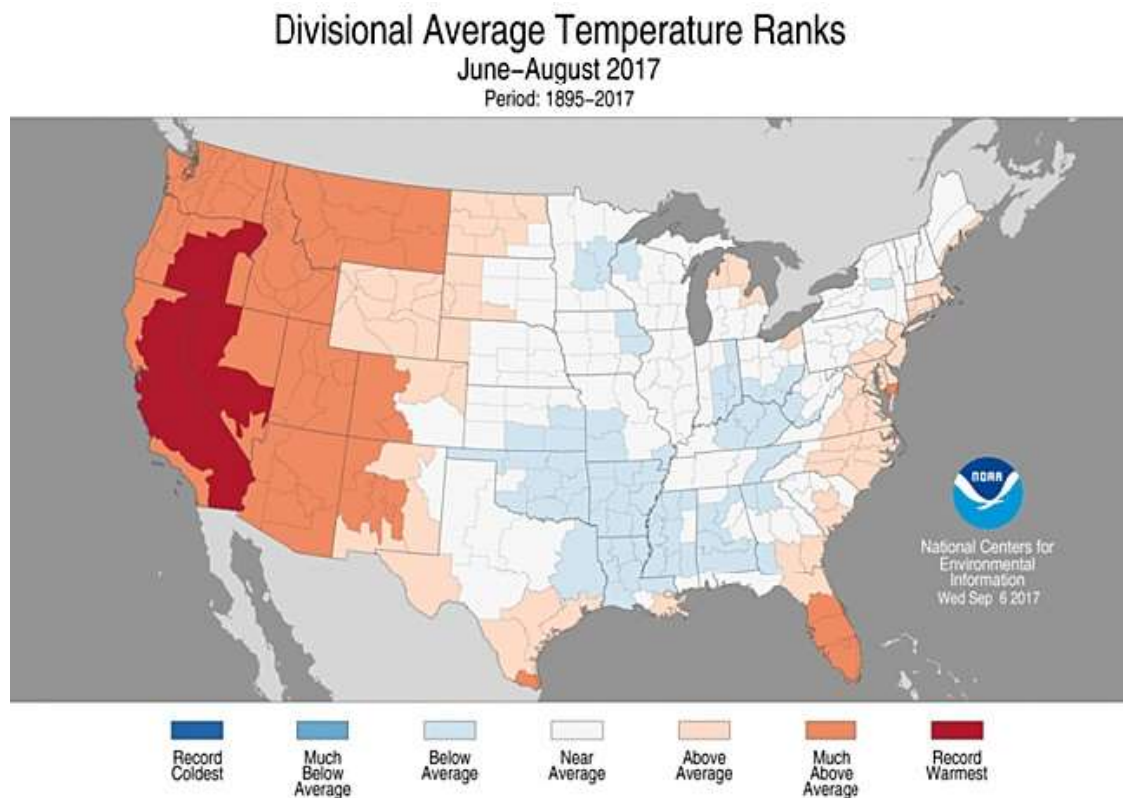 Divisional Average Temperature Ranks
June–August 2017
Period: 1895–2017
NOAA
National Centers for
Environmental
Information
Wed Sep 6 2017
Record
Coldest
Much
Below
Average
Below
Average
Near
Average
Above
Average
Much
Above
Average
Record
Warmest